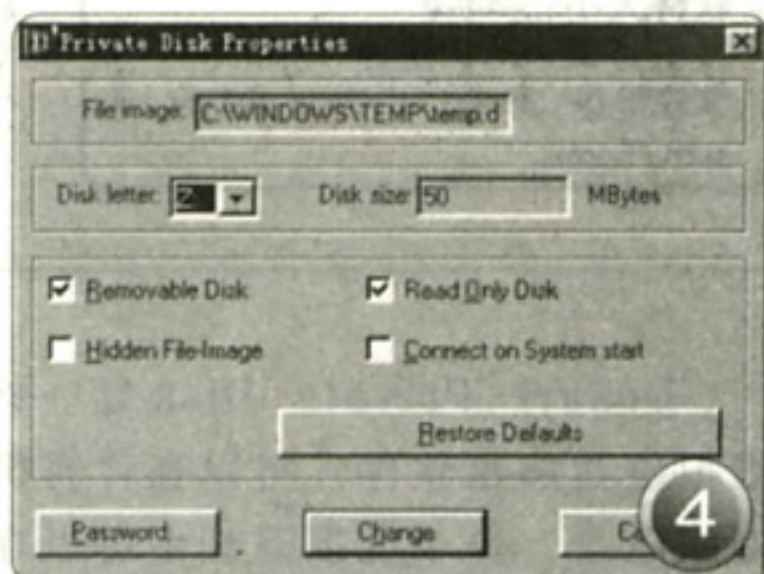 Private Disk Properties
File image: C:\WINDOWS\TEMP\temp.d
Disk letter: Z: Disk size: 50 MBytes
Removable Disk Read Only Disk
Hidden File-Image Connect on System start
Restore Defaults
Password... Change
4